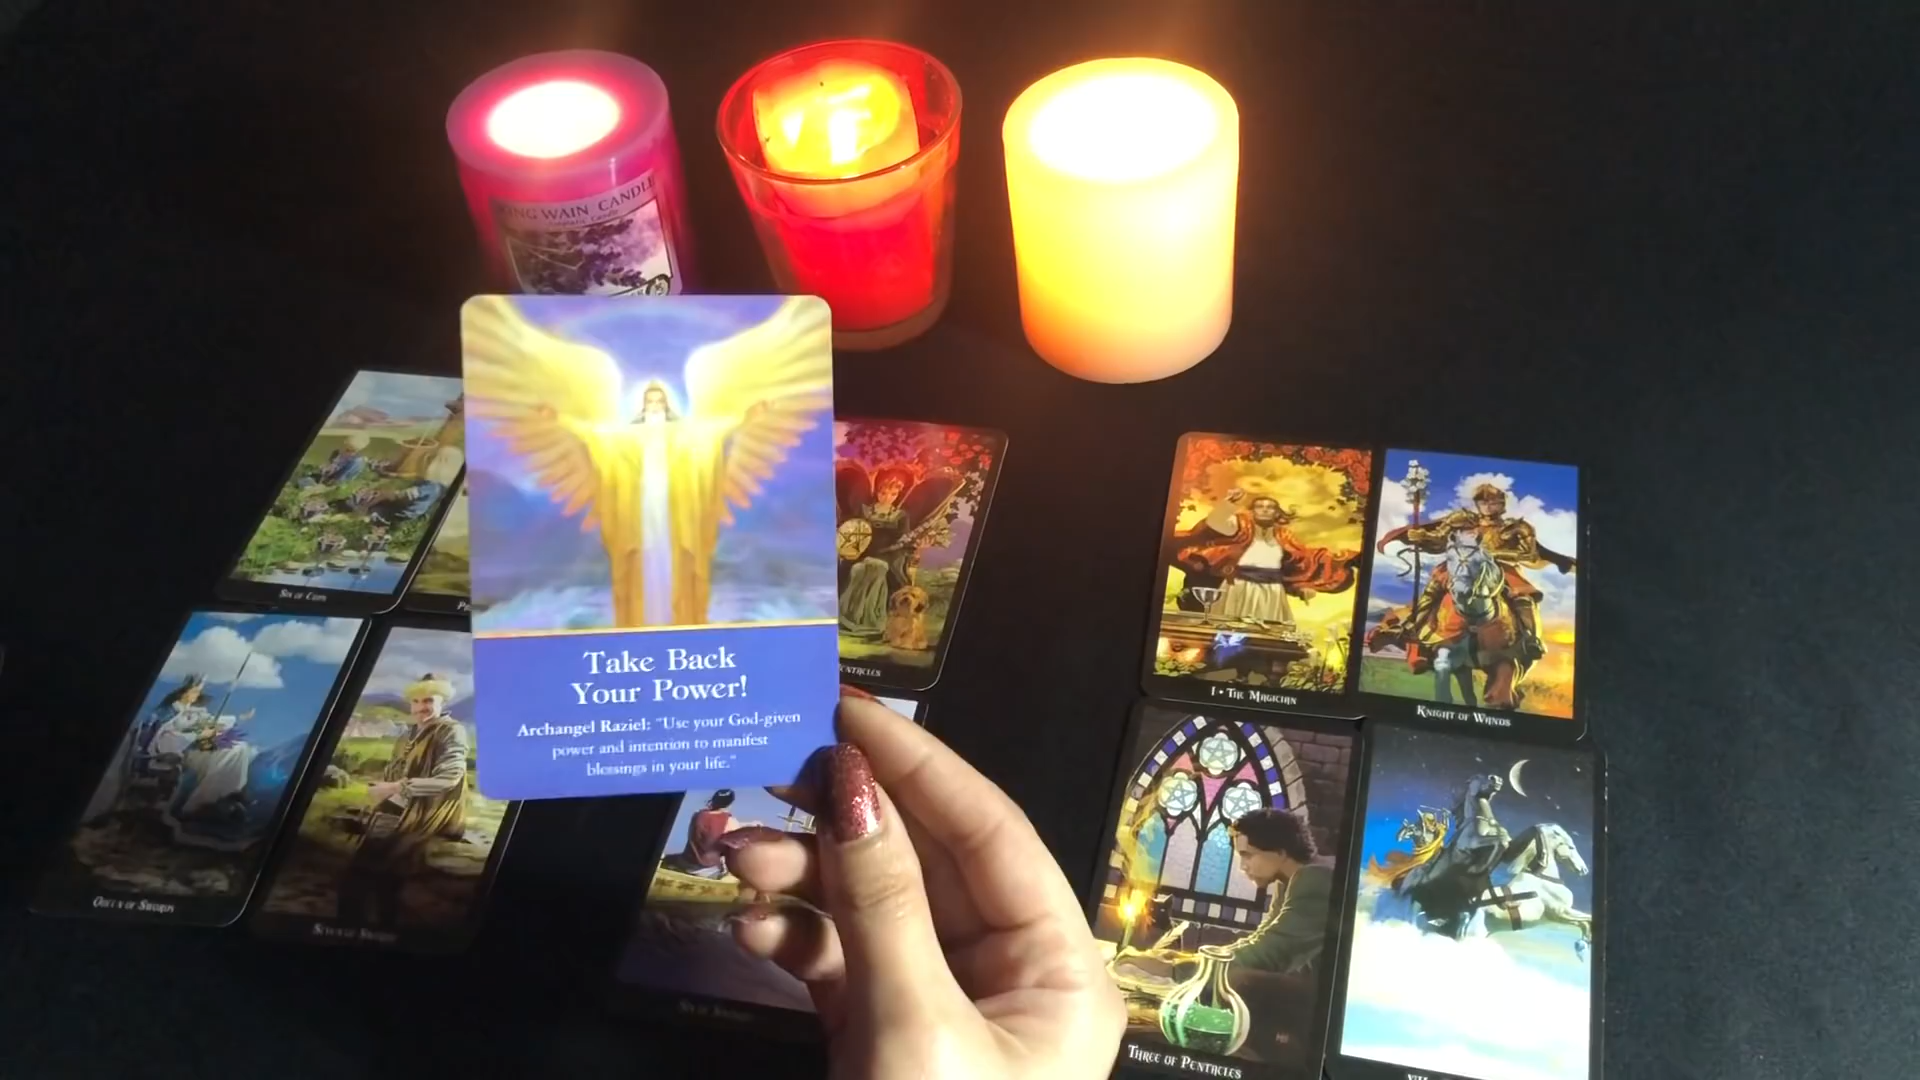 WAIN CANDLE
Take Back
Your Power!
Archangel Raziel: "Use your God-given
power and intention to manifest
blessings in your life."
Six of Cups
I • The Magician
Knight of Wands
Queen of Swords
Seven of Swords
Three of Pentacles